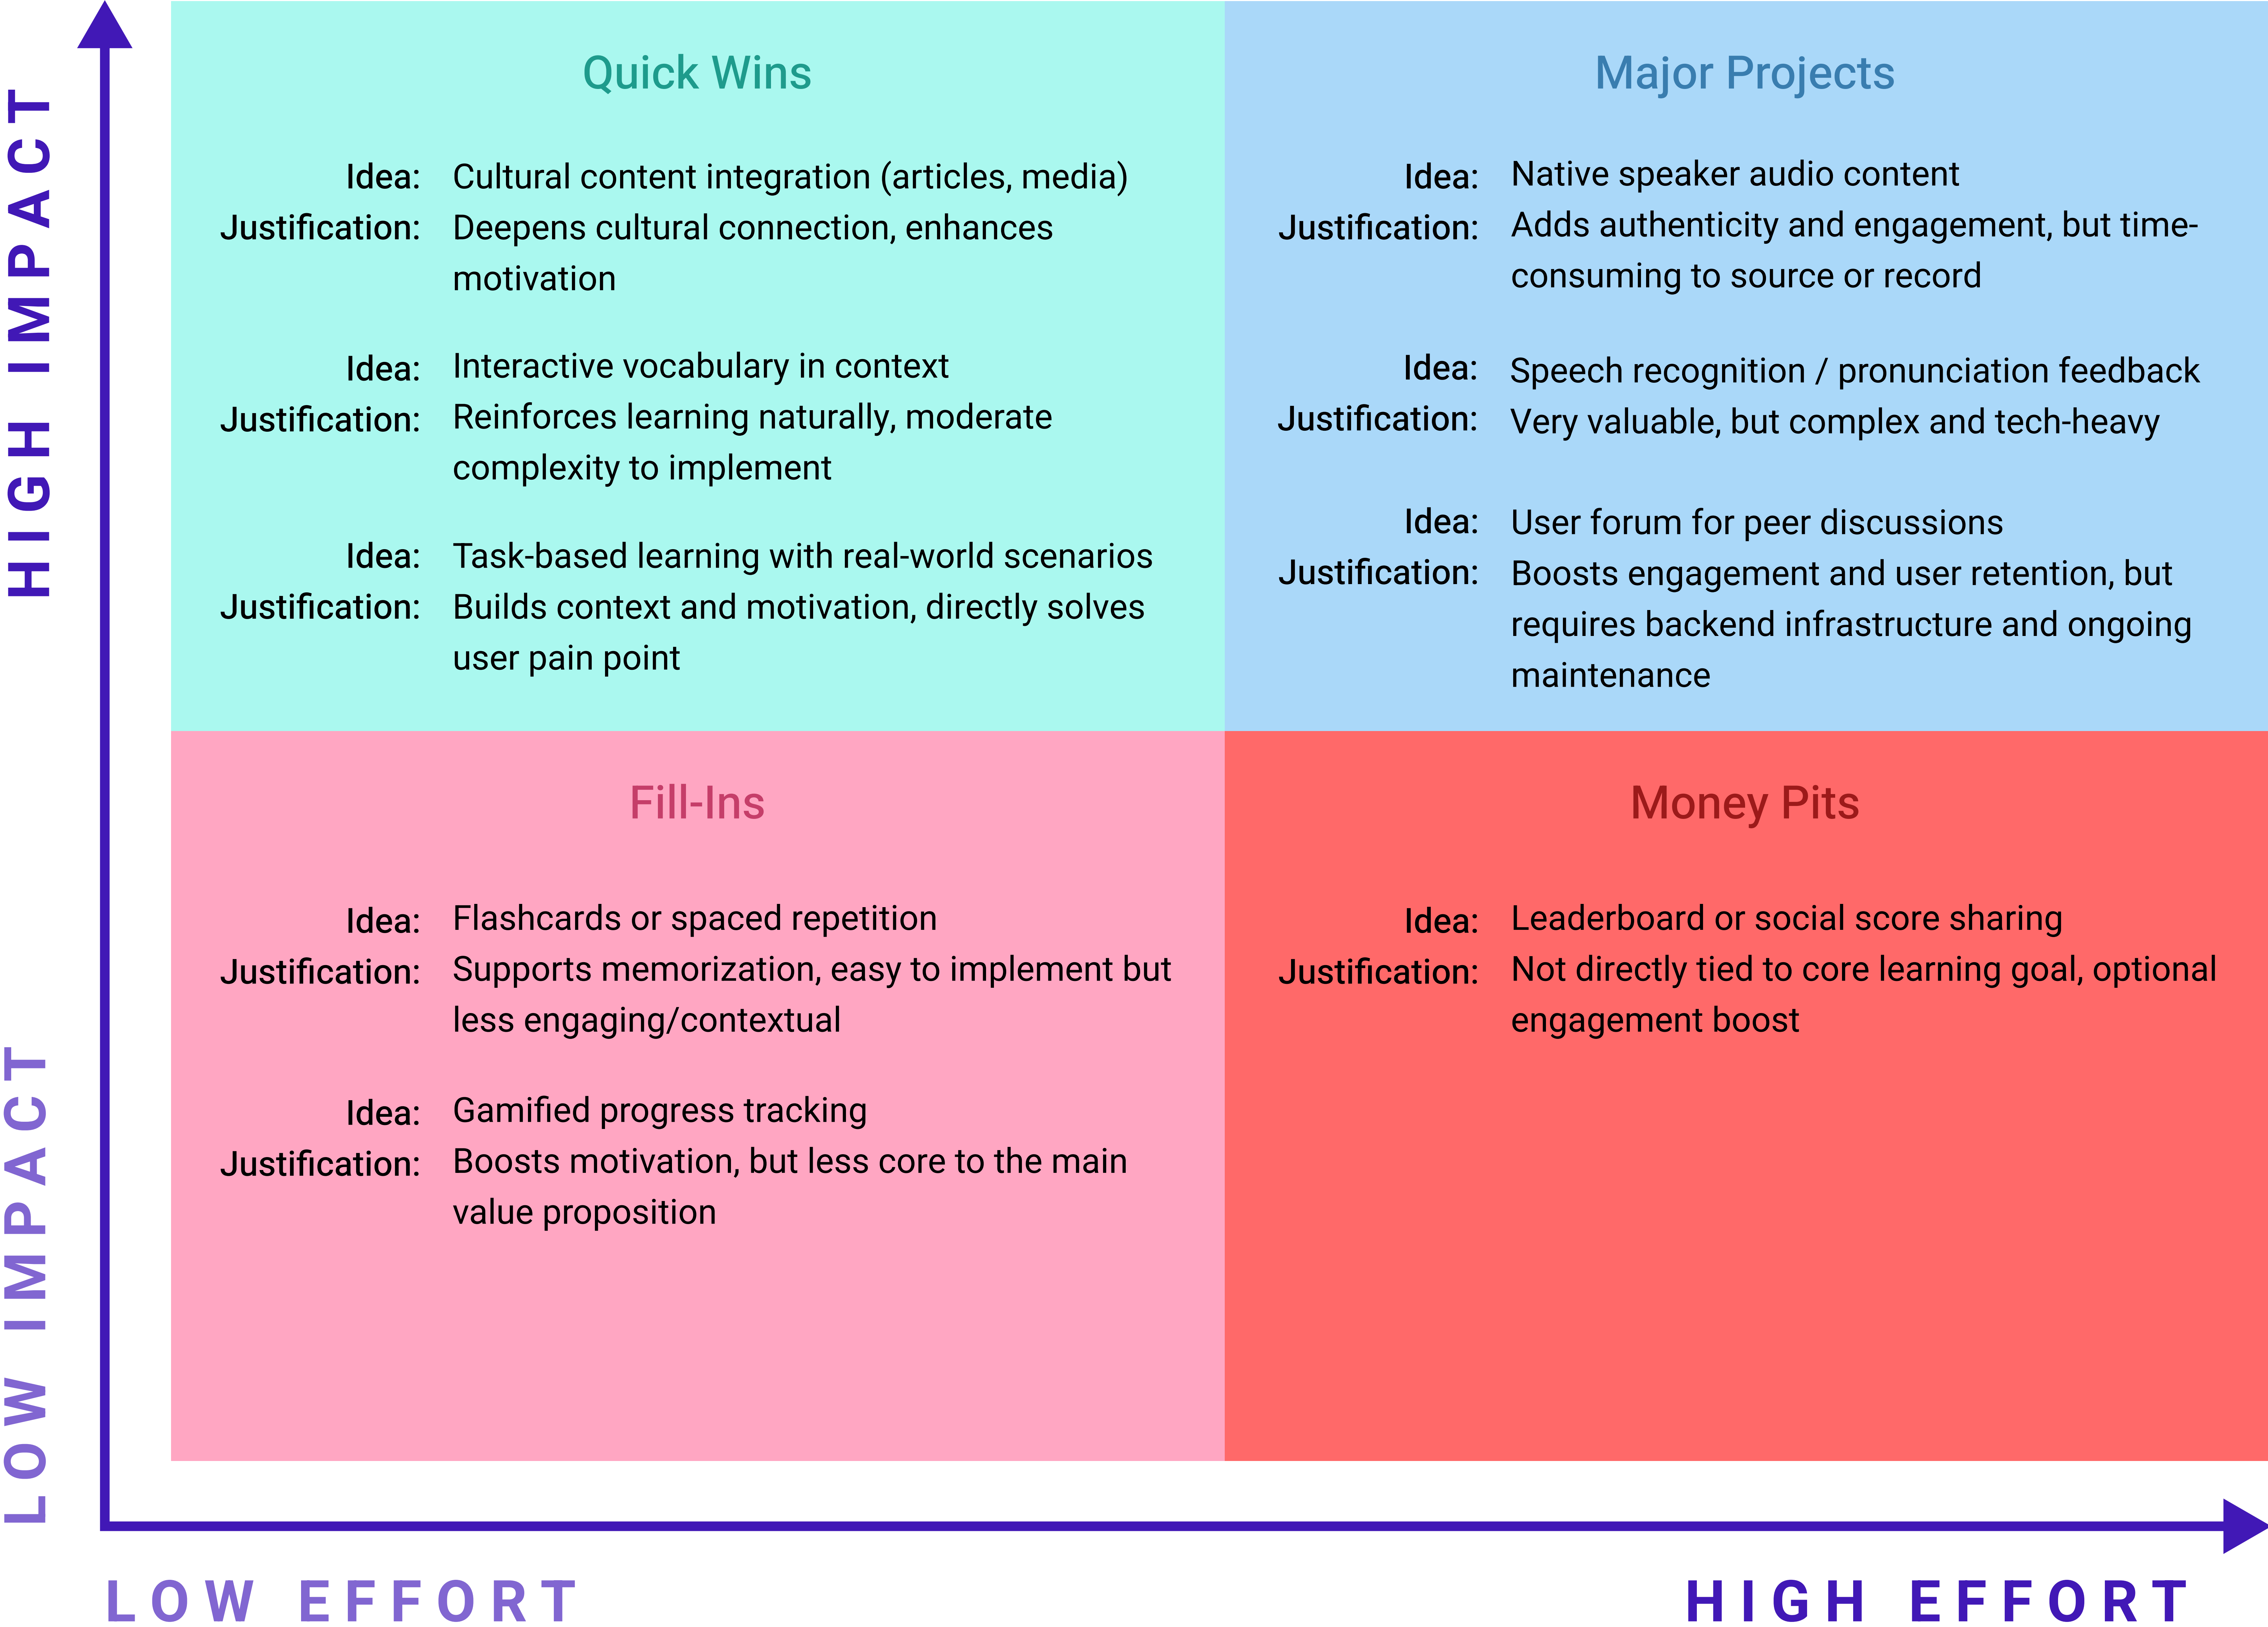 HIGH IMPACT
LOW IMPACT
Quick Wins
Idea: Cultural content integration (articles, media)
Justification: Deepens cultural connection, enhances
motivation
Idea: Interactive vocabulary in context
Justification: Reinforces learning naturally, moderate
complexity to implement
Idea: Task-based learning with real-world scenarios
Justification: Builds context and motivation, directly solves
user pain point
Major Projects
Idea: Native speaker audio content
Justification: Adds authenticity and engagement, but time-
consuming to source or record
Idea: Speech recognition / pronunciation feedback
Justification: Very valuable, but complex and tech-heavy
Idea: User forum for peer discussions
Justification: Boosts engagement and user retention, but
requires backend infrastructure and ongoing
maintenance
Fill-Ins
Idea: Flashcards or spaced repetition
Justification: Supports memorization, easy to implement but
less engaging/contextual
Idea: Gamified progress tracking
Justification: Boosts motivation, but less core to the main
value proposition
Money Pits
Idea: Leaderboard or social score sharing
Justification: Not directly tied to core learning goal, optional
engagement boost
LOW EFFORT
HIGH EFFORT